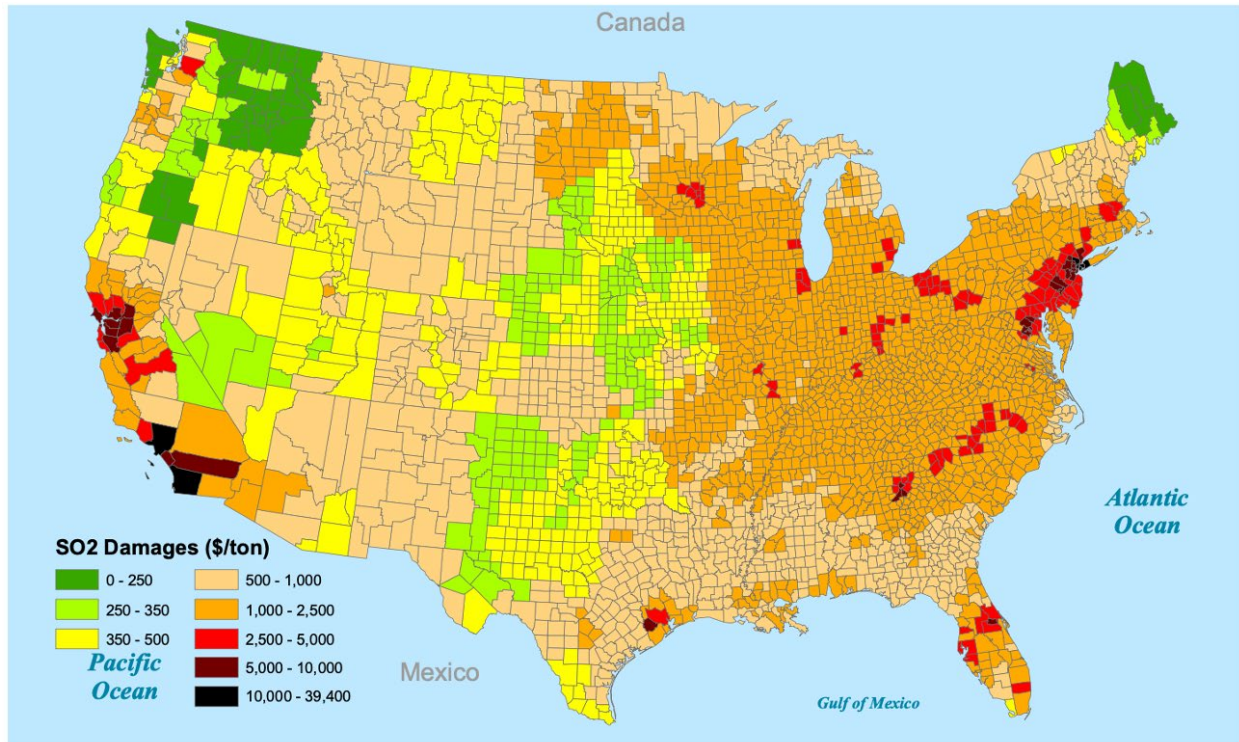 Canada
Atlantic
Ocean
SO2 Damages ($/ton)
0 - 250
500 - 1,000
250 - 350
1,000 - 2,500
350 - 500
2,500 - 5,000
Pacific
Ocean
5,000 - 10,000
10,000 - 39,400
Mexico
Gulf of Mexico